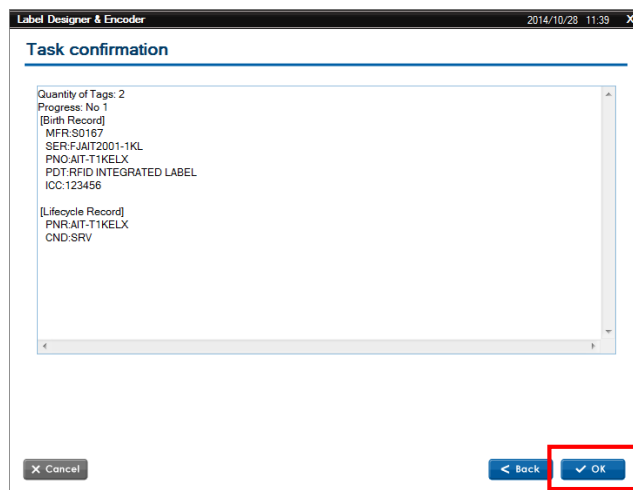 Label Designer & Encoder 2014/10/28 11:39 X
Task confirmation
Quantity of Tags: 2
Progress: No 1
[Birth Record]
MFR:S0167
SER:FJAIT2001-1KL
PNO:AIT-T1KELX
PDT:RFID INTEGRATED LABEL
ICC:123456
[Lifecycle Record]
PNR:AIT-T1KELX
CND:SRV
X Cancel < Back ✓ OK